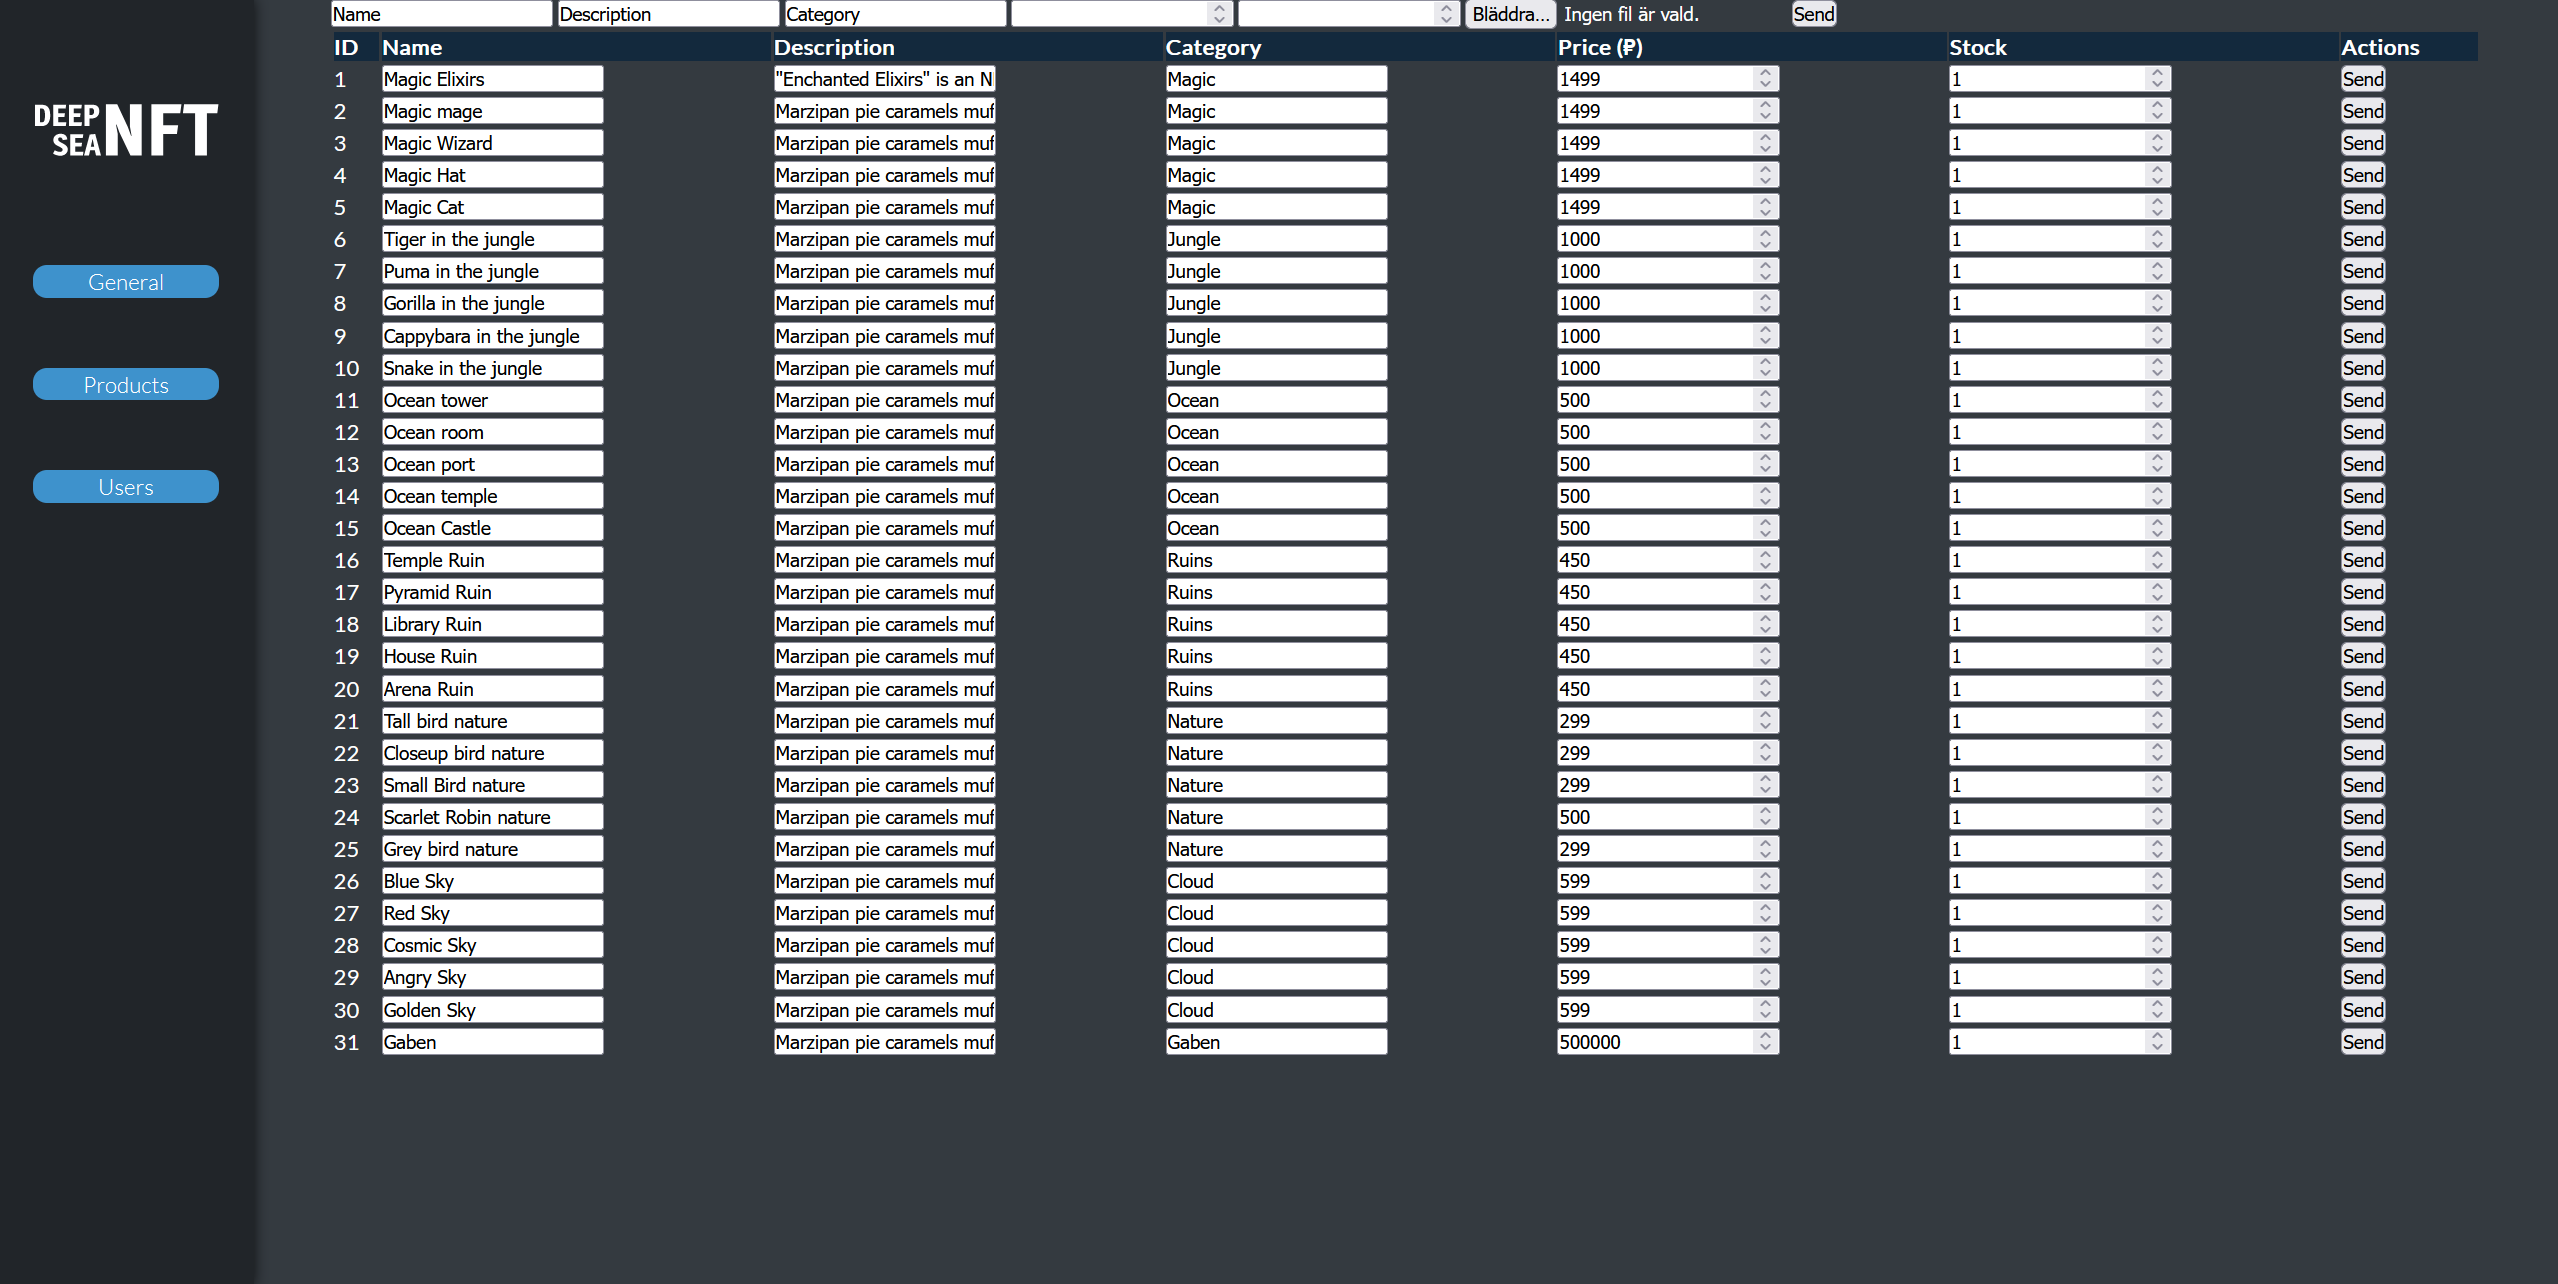 DEEP
SEA NFT
General
Products
Users
Name Description Category Bläddra... Ingen fil är vald. Send
ID Name Description Category Price (₽) Stock Actions
1 Magic Elixirs "Enchanted Elixirs" is an N Magic 1499 1 Send
2 Magic mage Marzipan pie caramels muf Magic 1499 1 Send
3 Magic Wizard Marzipan pie caramels muf Magic 1499 1 Send
4 Magic Hat Marzipan pie caramels muf Magic 1499 1 Send
5 Magic Cat Marzipan pie caramels muf Magic 1499 1 Send
6 Tiger in the jungle Marzipan pie caramels muf Jungle 1000 1 Send
7 Puma in the jungle Marzipan pie caramels muf Jungle 1000 1 Send
8 Gorilla in the jungle Marzipan pie caramels muf Jungle 1000 1 Send
9 Cappybara in the jungle Marzipan pie caramels muf Jungle 1000 1 Send
10 Snake in the jungle Marzipan pie caramels muf Jungle 1000 1 Send
11 Ocean tower Marzipan pie caramels muf Ocean 500 1 Send
12 Ocean room Marzipan pie caramels muf Ocean 500 1 Send
13 Ocean port Marzipan pie caramels muf Ocean 500 1 Send
14 Ocean temple Marzipan pie caramels muf Ocean 500 1 Send
15 Ocean Castle Marzipan pie caramels muf Ocean 500 1 Send
16 Temple Ruin Marzipan pie caramels muf Ruins 450 1 Send
17 Pyramid Ruin Marzipan pie caramels muf Ruins 450 1 Send
18 Library Ruin Marzipan pie caramels muf Ruins 450 1 Send
19 House Ruin Marzipan pie caramels muf Ruins 450 1 Send
20 Arena Ruin Marzipan pie caramels muf Ruins 450 1 Send
21 Tall bird nature Marzipan pie caramels muf Nature 299 1 Send
22 Closeup bird nature Marzipan pie caramels muf Nature 299 1 Send
23 Small Bird nature Marzipan pie caramels muf Nature 299 1 Send
24 Scarlet Robin nature Marzipan pie caramels muf Nature 500 1 Send
25 Grey bird nature Marzipan pie caramels muf Nature 299 1 Send
26 Blue Sky Marzipan pie caramels muf Cloud 599 1 Send
27 Red Sky Marzipan pie caramels muf Cloud 599 1 Send
28 Cosmic Sky Marzipan pie caramels muf Cloud 599 1 Send
29 Angry Sky Marzipan pie caramels muf Cloud 599 1 Send
30 Golden Sky Marzipan pie caramels muf Cloud 599 1 Send
31 Gaben Marzipan pie caramels muf Gaben 500000 1 Send